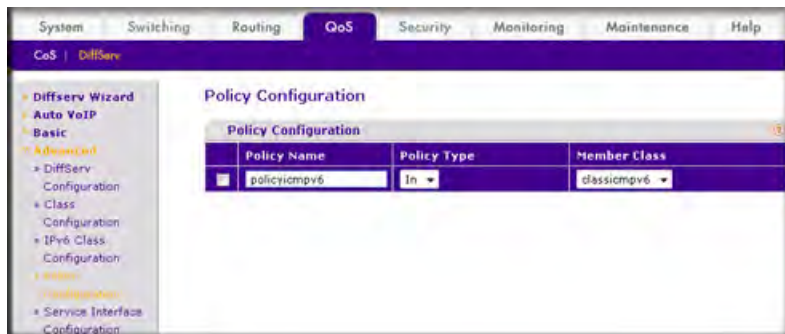 System Switching Routing QoS Security Monitoring Maintenance Help
CoS | DiffServ
Diffserv Wizard
Auto VoIP
Basic
Advanced
» DiffServ
Configuration
» Class
Configuration
» IPv6 Class
Configuration
Configuration
» Service Interface
Configuration
Policy Configuration
Policy Configuration
Policy Name Policy Type Member Class
policyicmpv6 In classicmpv6